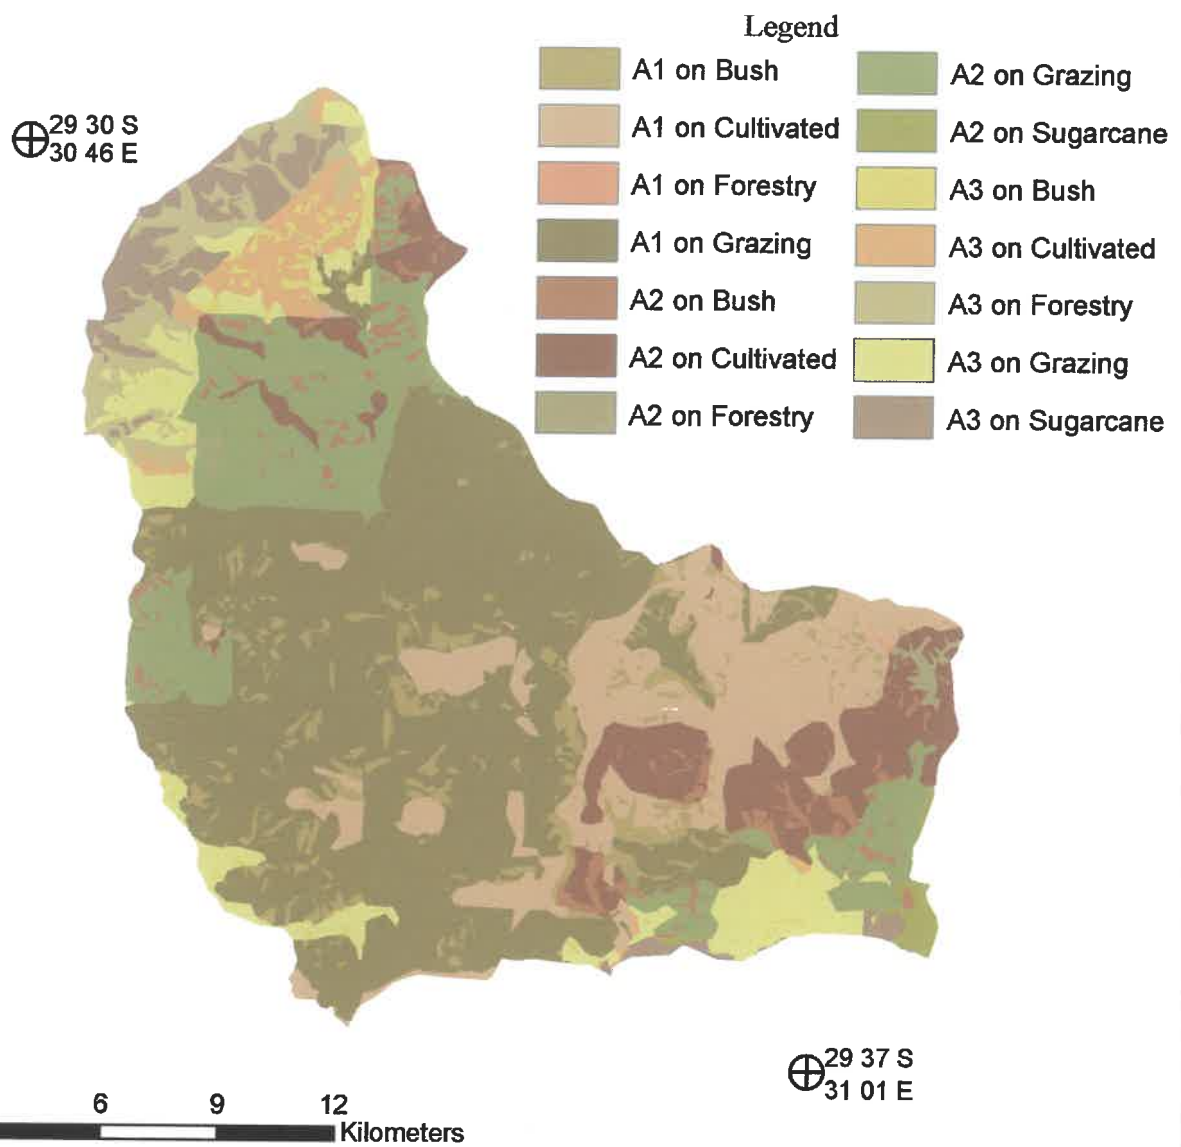 Legend
A1 on Bush
A1 on Cultivated
A1 on Forestry
A1 on Grazing
A2 on Bush
A2 on Cultivated
A2 on Forestry
A2 on Grazing
A2 on Sugarcane
A3 on Bush
A3 on Cultivated
A3 on Forestry
A3 on Grazing
A3 on Sugarcane
29 30 S
30 46 E
29 37 S
31 01 E
6 9 12
Kilometers